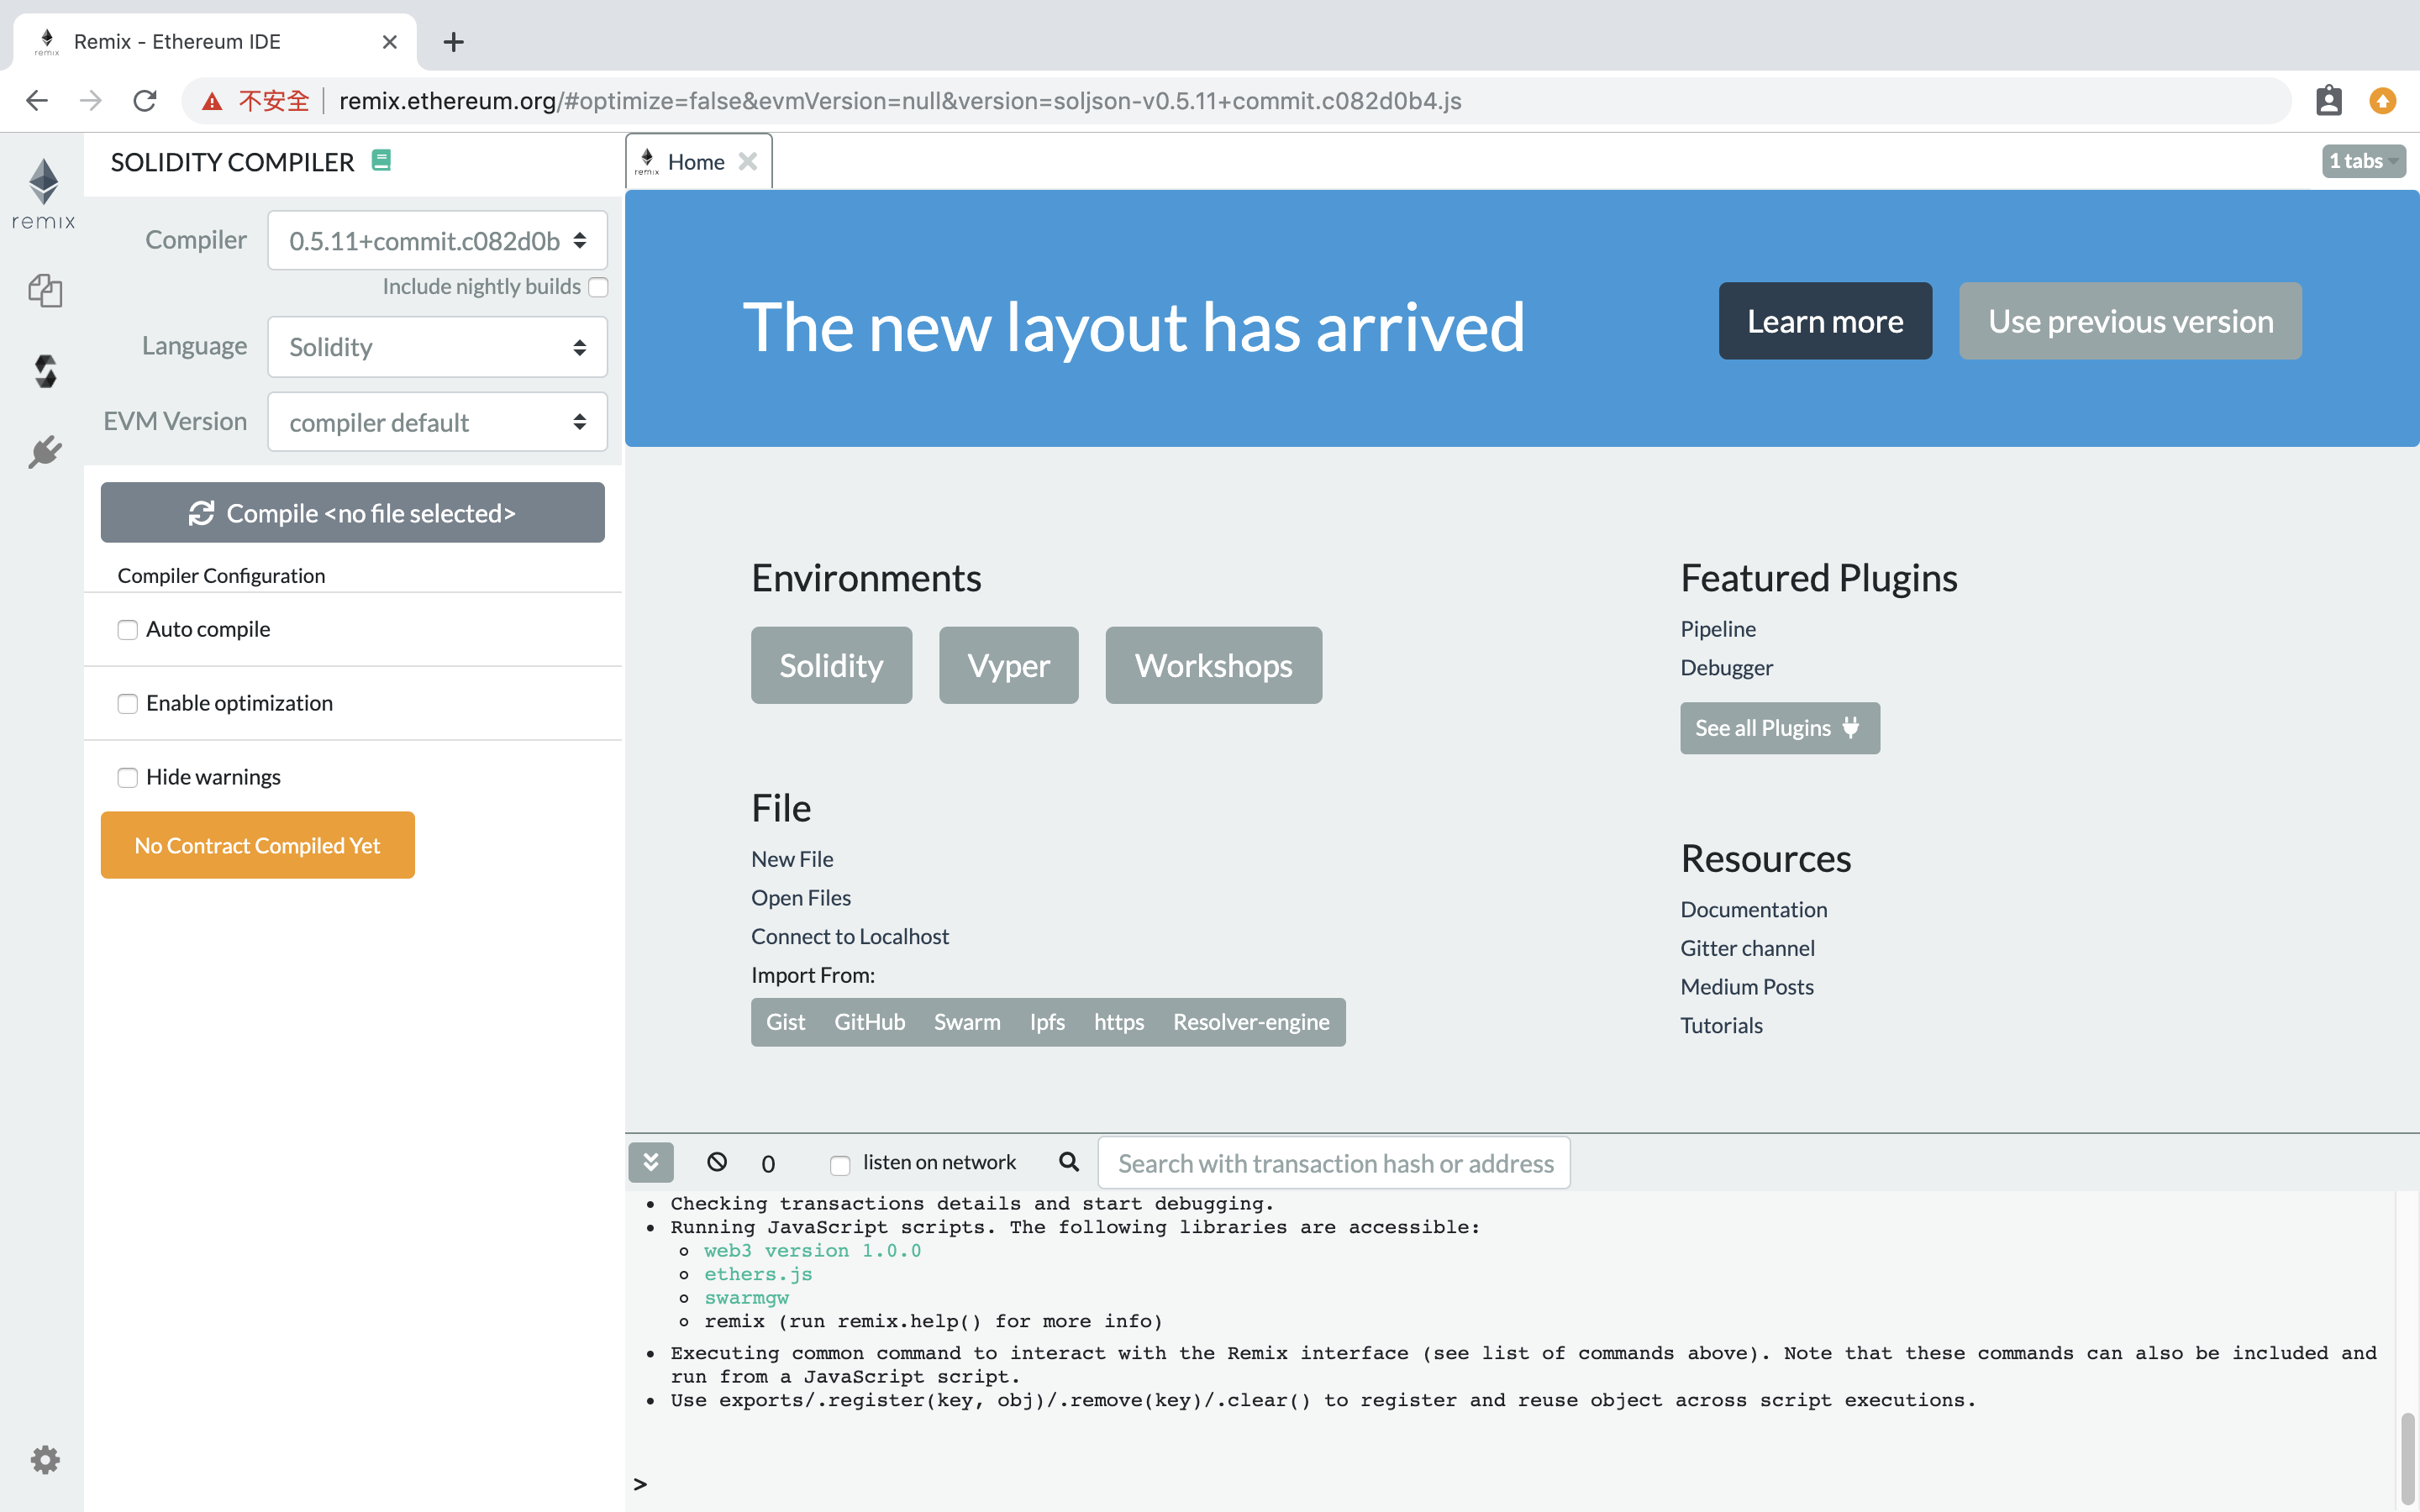 Remix - Ethereum IDE
remix
不安全 remix.ethereum.org/#optimize=false&evmVersion=null&version=soljson-v0.5.11+commit.c082d0b4.js
remix
SOLIDITY COMPILER
Compiler 0.5.11+commit.c082d0b
Include nightly builds
Language Solidity
EVM Version compiler default
Compile <no file selected>
Compiler Configuration
Auto compile
Enable optimization
Hide warnings
No Contract Compiled Yet
remix Home
1 tabs
The new layout has arrived
Learn more
Use previous version
Environments
Solidity Vyper Workshops
File
New File
Open Files
Connect to Localhost
Import From:
Gist GitHub Swarm Ipfs https Resolver-engine
Featured Plugins
Pipeline
Debugger
See all Plugins
Resources
Documentation
Gitter channel
Medium Posts
Tutorials
0 listen on network Search with transaction hash or address
• Checking transactions details and start debugging.
• Running JavaScript scripts. The following libraries are accessible:
web3 version 1.0.0
ethers.js
swarmgw
remix (run remix.help() for more info)
• Executing common command to interact with the Remix interface (see list of commands above). Note that these commands can also be included and
run from a JavaScript script.
• Use exports/.register(key, obj)/.remove(key)/.clear() to register and reuse object across script executions.
>